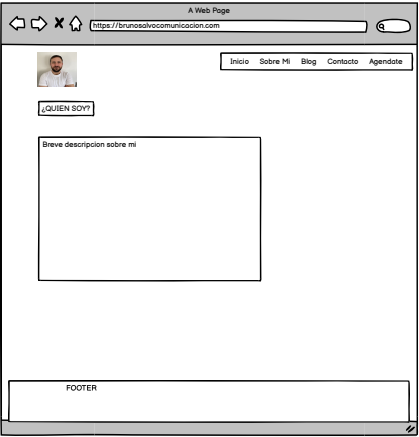 A Web Page
https://brunosalvocomunicacion.com
Inicio Sobre Mi Blog Contacto Agendate
¿QUIEN SOY?
Breve descripcion sobre mi
FOOTER